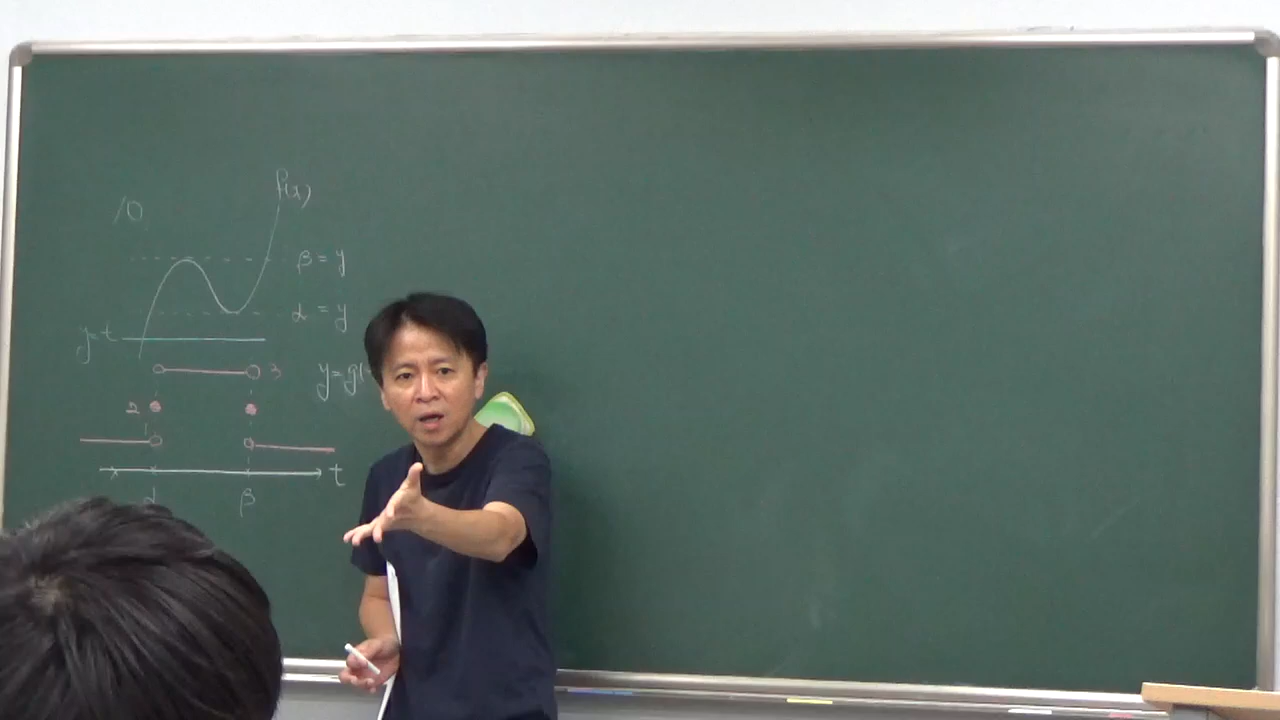 10
f(x)
β = y
α = y
y=t
3
y=g(
2
1
t
α
β